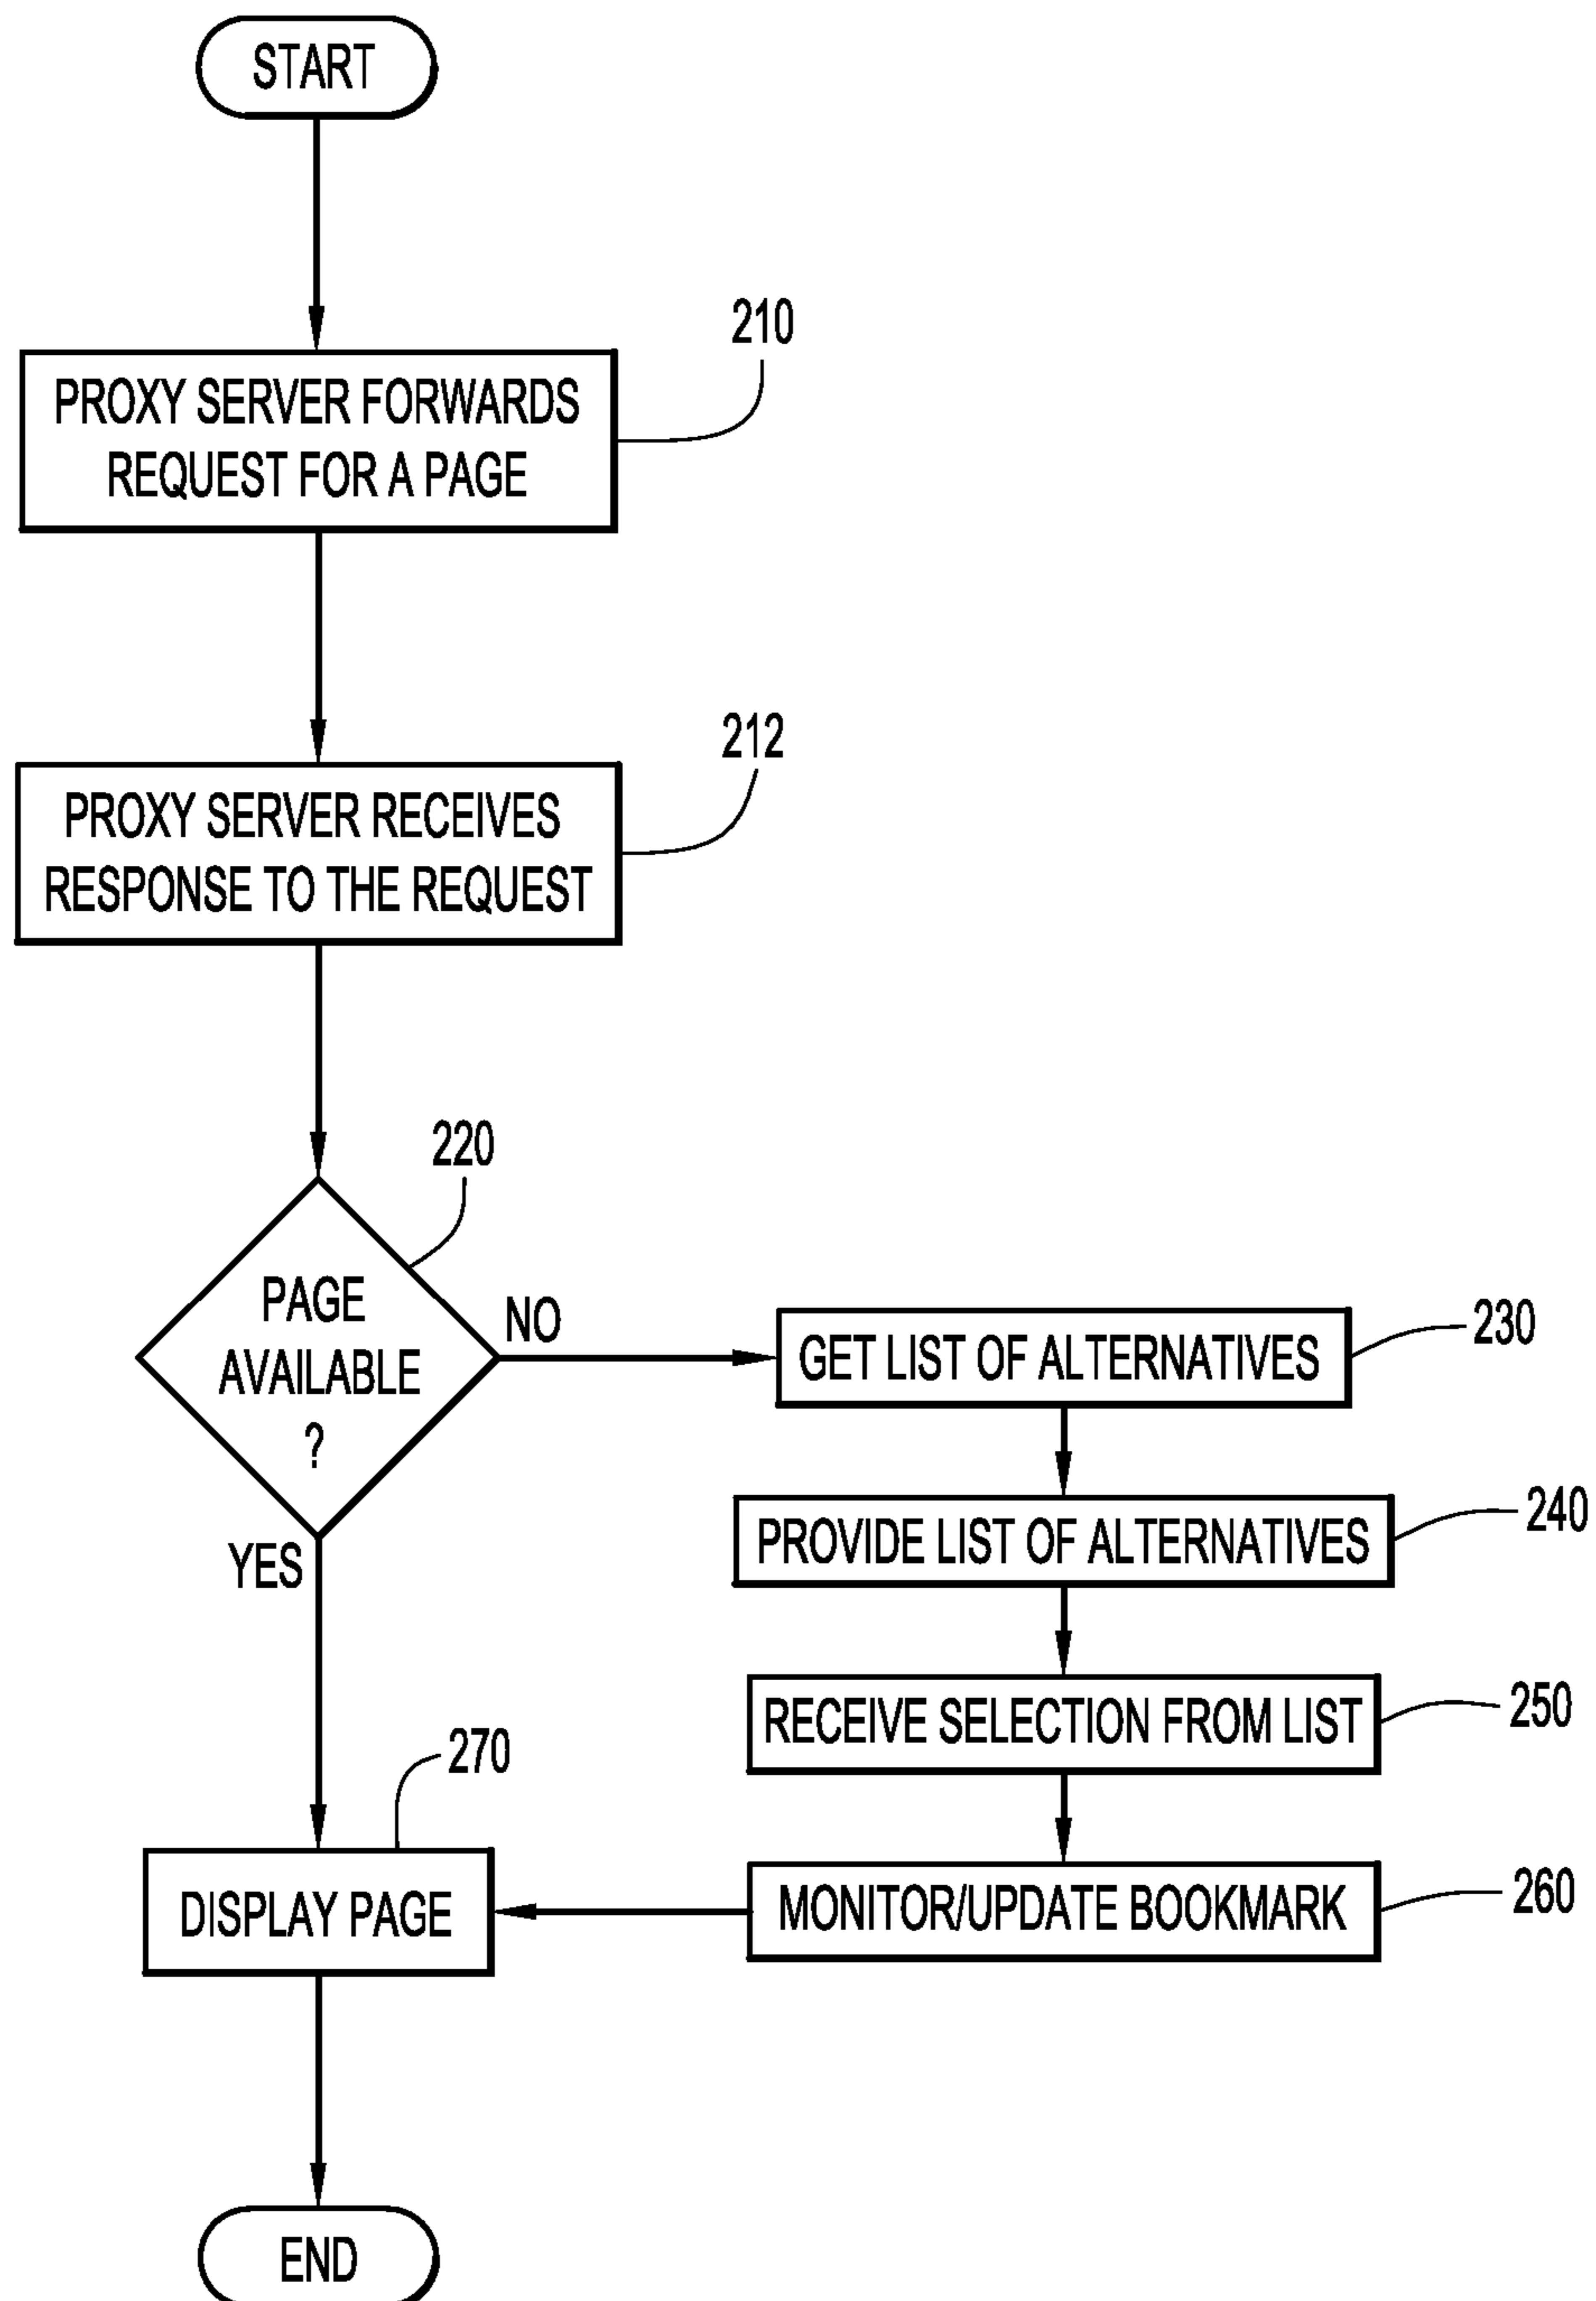 START
210
PROXY SERVER FORWARDS
REQUEST FOR A PAGE
212
PROXY SERVER RECEIVES
RESPONSE TO THE REQUEST
220
PAGE
AVAILABLE
?
NO
YES
GET LIST OF ALTERNATIVES
230
PROVIDE LIST OF ALTERNATIVES
240
RECEIVE SELECTION FROM LIST
250
MONITOR/UPDATE BOOKMARK
260
270
DISPLAY PAGE
END